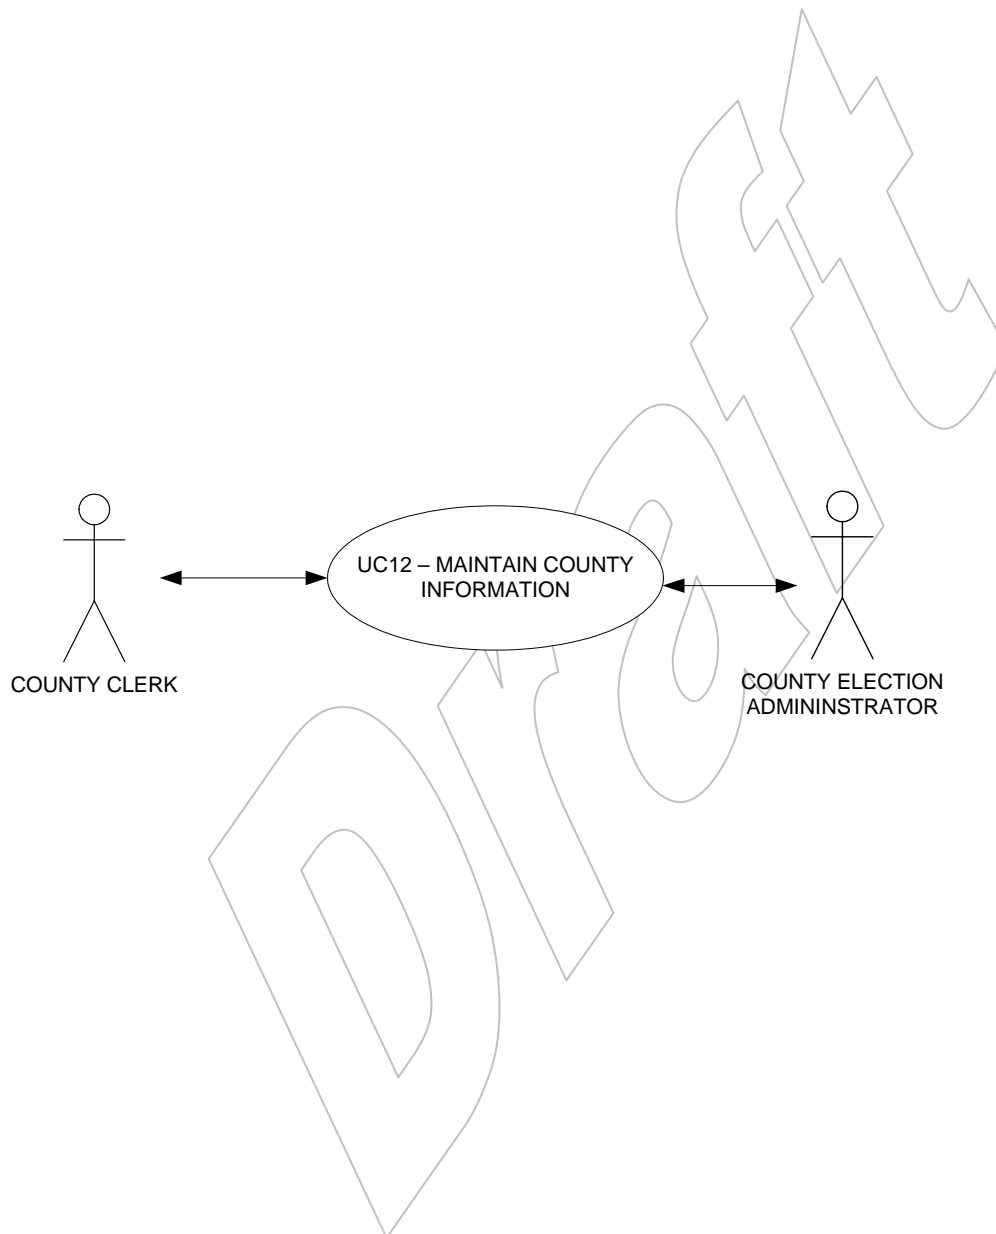 UC12 – MAINTAIN COUNTY
INFORMATION
COUNTY CLERK
COUNTY ELECTION
ADMININSTRATOR
Draft